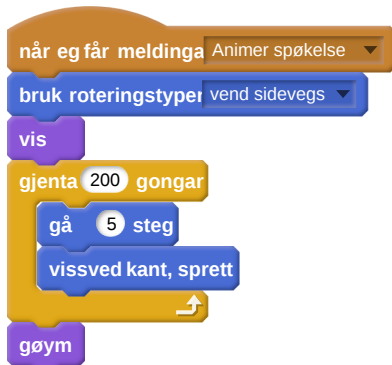 når eg får meldinga Animer spøkelse
bruk roteringstypen vend sidevegs
vis
gjenta 200 gongar
gå 5 steg
vissved kant, sprett
gøym